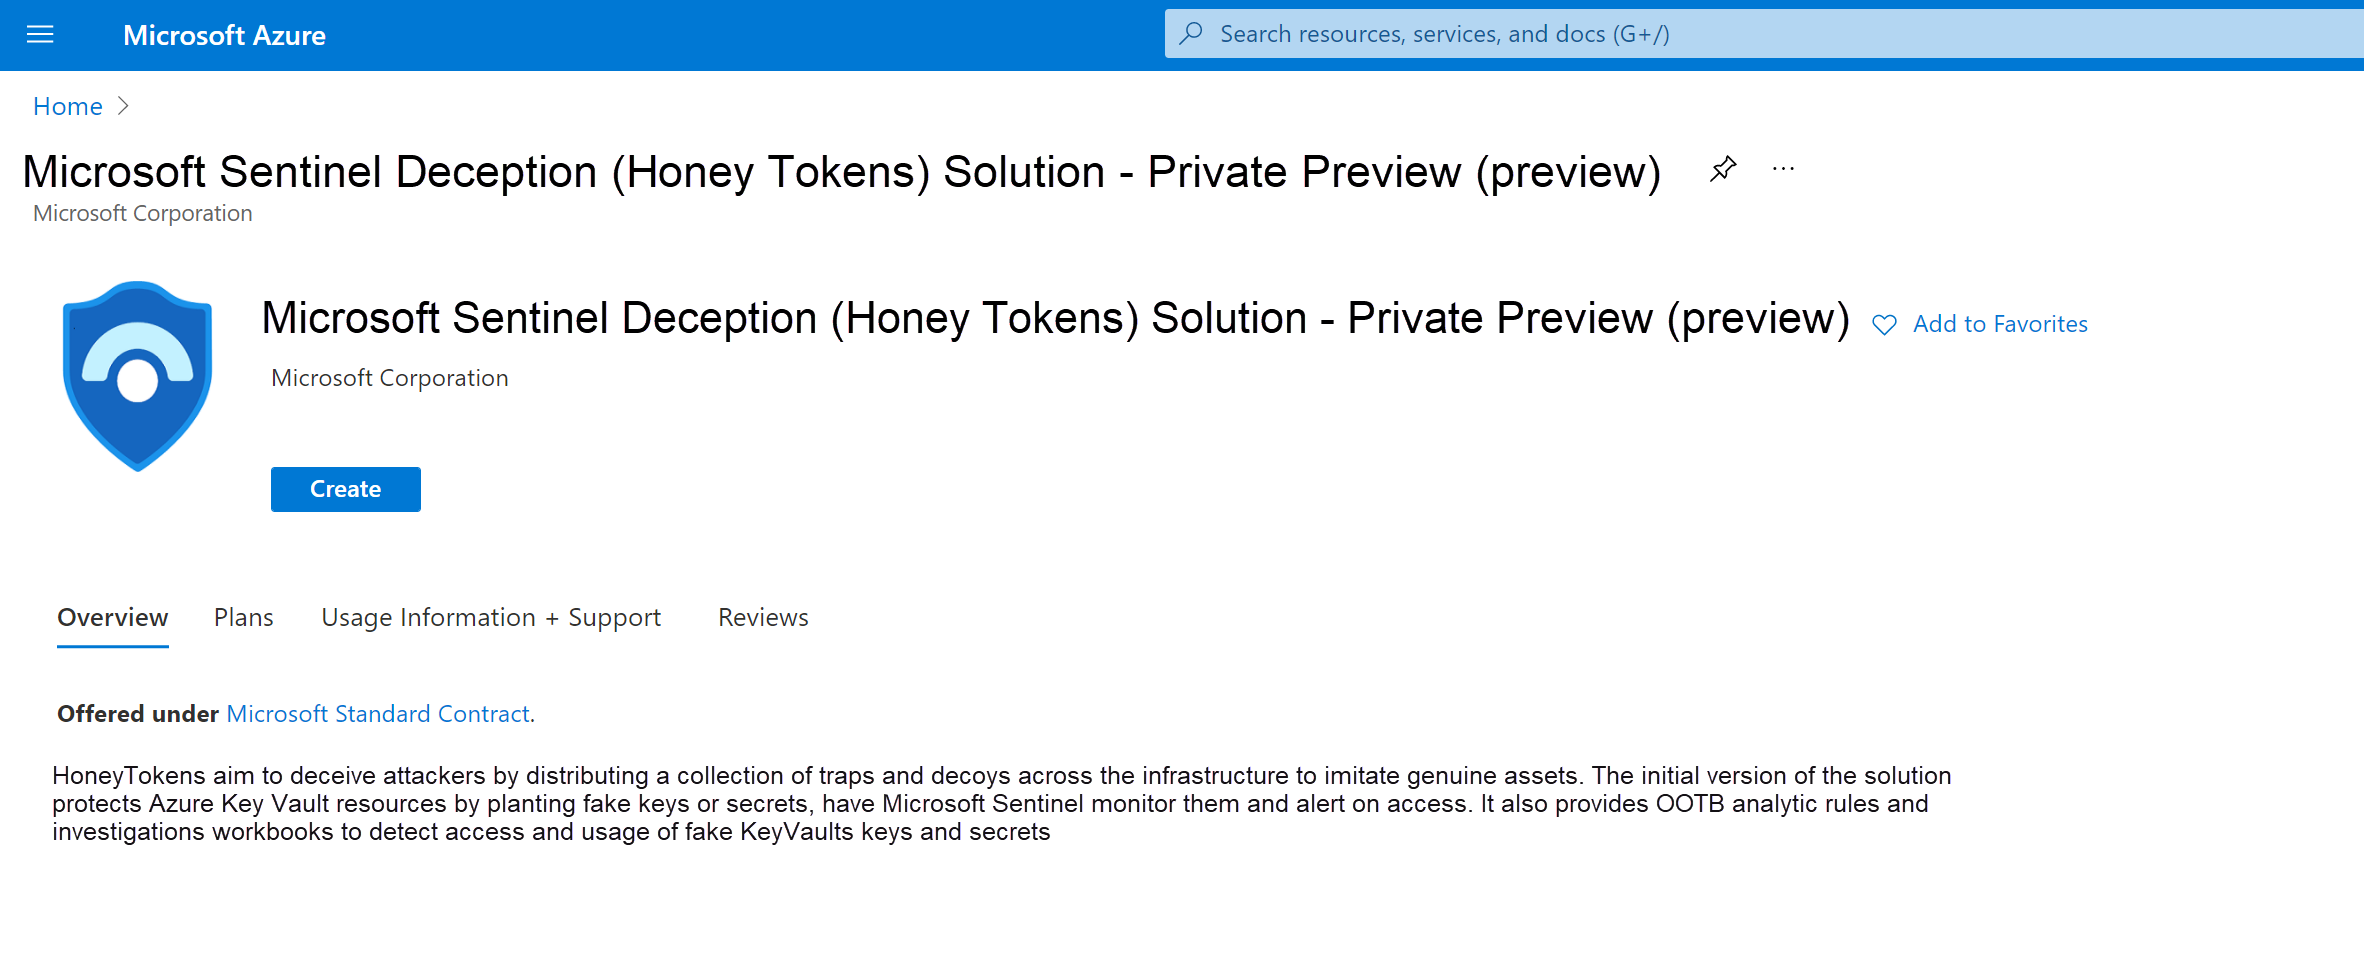 Microsoft Azure
Search resources, services, and docs (G+/)
Home
Microsoft Sentinel Deception (Honey Tokens) Solution - Private Preview (preview)
Microsoft Corporation
Microsoft Sentinel Deception (Honey Tokens) Solution - Private Preview (preview)
Add to Favorites
Microsoft Corporation
Create
Overview
Plans
Usage Information + Support
Reviews
Offered under Microsoft Standard Contract.
HoneyTokens aim to deceive attackers by distributing a collection of traps and decoys across the infrastructure to imitate genuine assets. The initial version of the solution
protects Azure Key Vault resources by planting fake keys or secrets, have Microsoft Sentinel monitor them and alert on access. It also provides OOTB analytic rules and
investigations workbooks to detect access and usage of fake KeyVaults keys and secrets